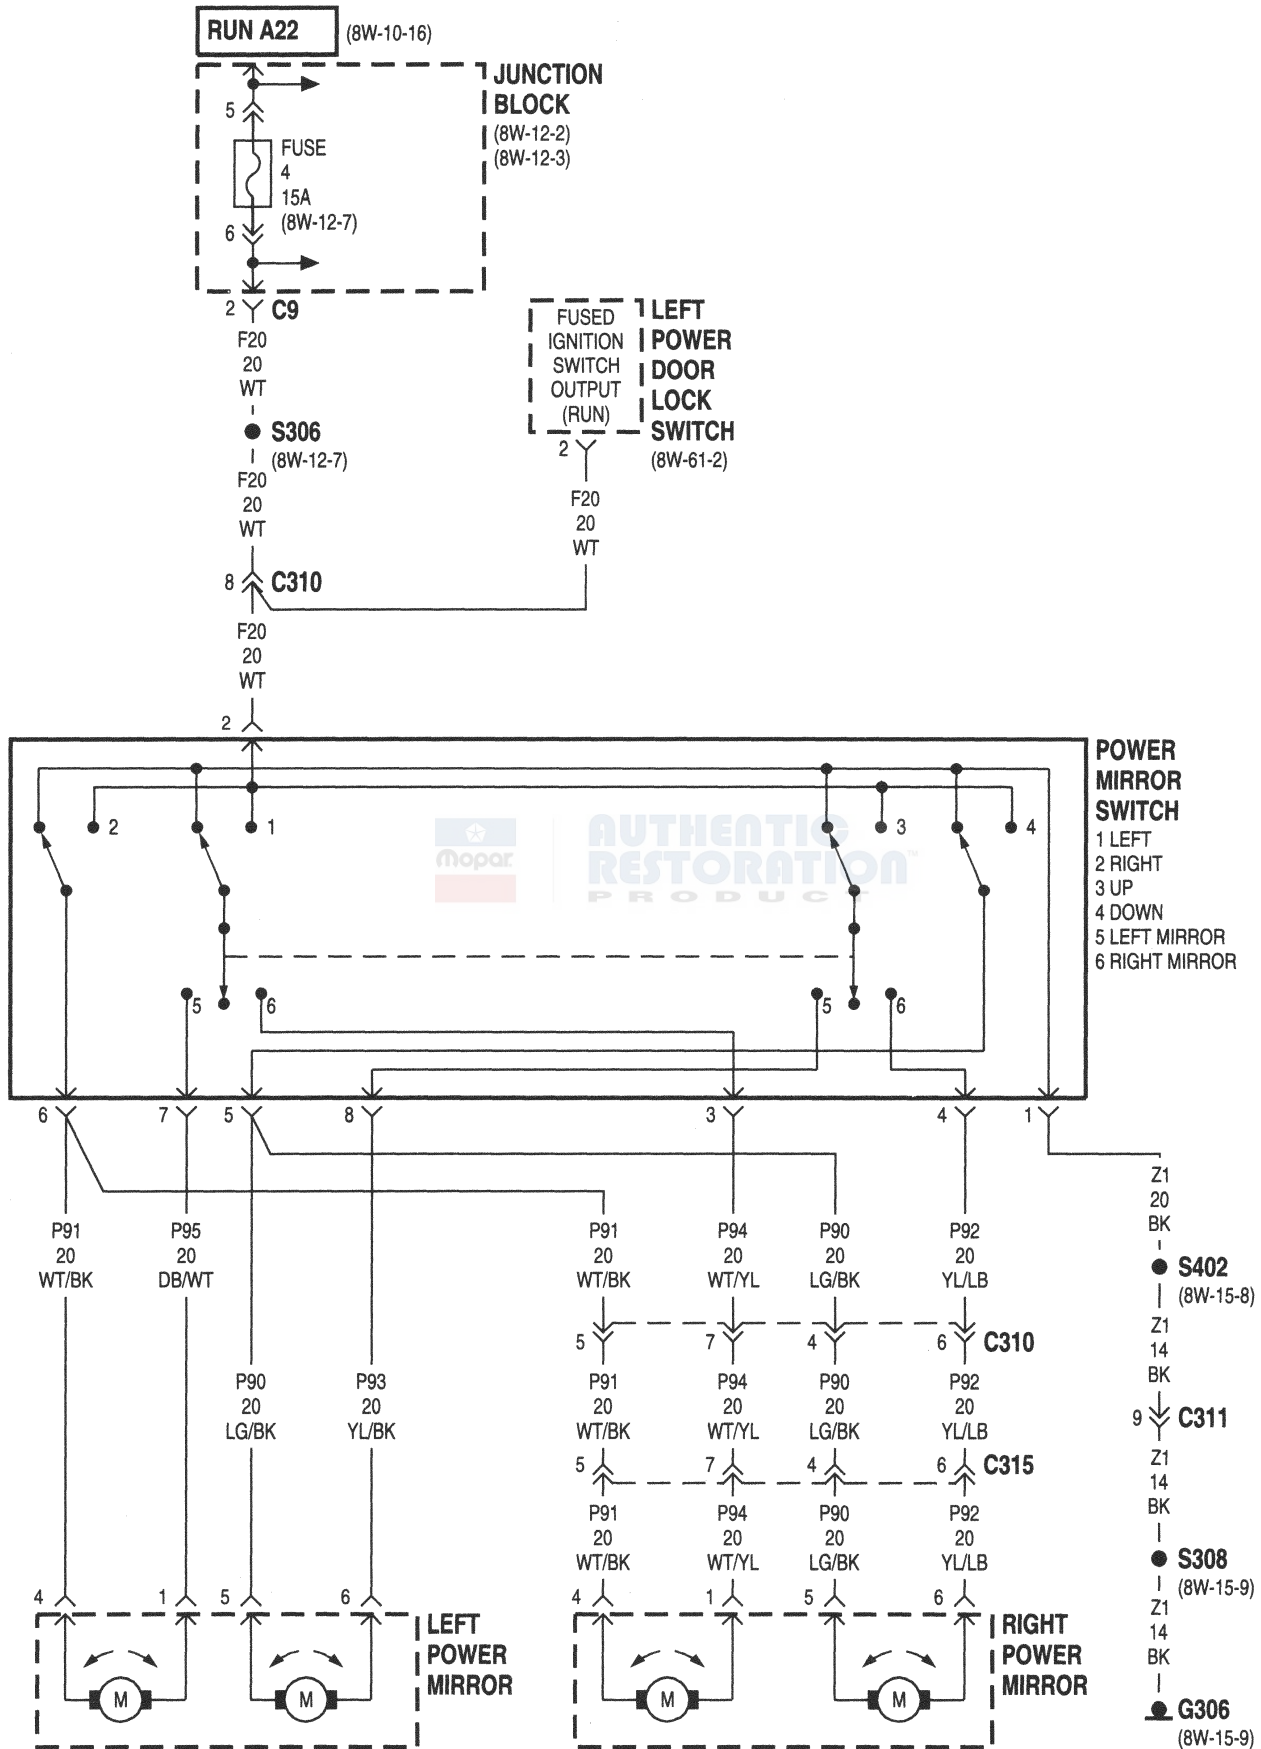 RUN A22 (8W-10-16)
JUNCTION
BLOCK
(8W-12-2)
(8W-12-3)
5
FUSE
4
15A
(8W-12-7)
6
2 C9
F20
20
WT
S306
(8W-12-7)
F20
20
WT
FUSED
IGNITION
SWITCH
OUTPUT
(RUN)
LEFT
POWER
DOOR
LOCK
SWITCH
(8W-61-2)
2
F20
20
WT
8 C310
F20
20
WT
2
POWER
MIRROR
SWITCH
1 LEFT
2 RIGHT
3 UP
4 DOWN
5 LEFT MIRROR
6 RIGHT MIRROR
2 1 3 4
Mopar
AUTHENTIC
RESTORATION™
PRODUCT
5 6 5 6
6 7 5 8 3 4 1
P91 P95 P91 P94 P90 P92
20 20 20 20 20 20
WT/BK DB/WT WT/BK WT/YL LG/BK YL/LB
Z1
20
BK
S402
(8W-15-8)
Z1
14
BK
5 7 4 6 C310
P90 P93 P91 P94 P90 P92
20 20 20 20 20 20
LG/BK YL/BK WT/BK WT/YL LG/BK YL/LB
9 C311
5 7 4 6 C315
Z1
14
BK
P91 P94 P90 P92
20 20 20 20
WT/BK WT/YL LG/BK YL/LB
S308
(8W-15-9)
Z1
14
BK
4 1 5 6 4 1 5 6
LEFT
POWER
MIRROR
RIGHT
POWER
MIRROR
M M M M
G306
(8W-15-9)